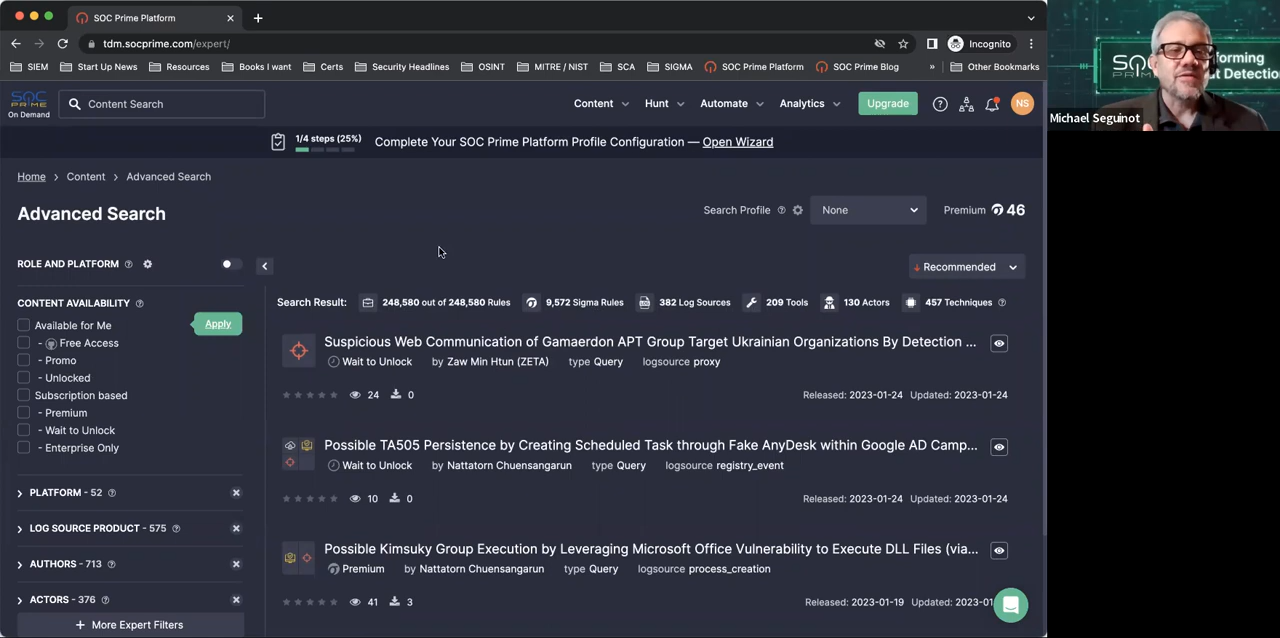 SOC Prime Platform
tdm.socprime.com/expert/
Incognito
SIEM
Start Up News
Resources
Books I want
Certs
Security Headlines
OSINT
MITRE / NIST
SCA
SIGMA
SOC Prime Platform
SOC Prime Blog
»
Other Bookmarks
SOC
PRIME
On Demand
Content Search
Content
Hunt
Automate
Analytics
Upgrade
NS
1/4 steps (25%)
Complete Your SOC Prime Platform Profile Configuration — Open Wizard
Home > Content > Advanced Search
Advanced Search
Search Profile
None
Premium 46
ROLE AND PLATFORM
Recommended
CONTENT AVAILABILITY
Available for Me
Apply
- Free Access
- Promo
- Unlocked
Subscription based
- Premium
- Wait to Unlock
- Enterprise Only
PLATFORM - 52
LOG SOURCE PRODUCT - 575
AUTHORS - 713
ACTORS - 376
+ More Expert Filters
Search Result: 248,580 out of 248,580 Rules 9,572 Sigma Rules 382 Log Sources 209 Tools 130 Actors 457 Techniques
Suspicious Web Communication of Gamaerdon APT Group Target Ukrainian Organizations By Detection ...
Wait to Unlock by Zaw Min Htun (ZETA) type Query logsource proxy
24 0 Released: 2023-01-24 Updated: 2023-01-24
Possible TA505 Persistence by Creating Scheduled Task through Fake AnyDesk within Google AD Camp...
Wait to Unlock by Nattatorn Chuensangarun type Query logsource registry_event
10 0 Released: 2023-01-24 Updated: 2023-01-24
Possible Kimsuky Group Execution by Leveraging Microsoft Office Vulnerability to Execute DLL Files (via...
Premium by Nattatorn Chuensangarun type Query logsource process_creation
41 3 Released: 2023-01-19 Updated: 2023-01
Michael Seguinot